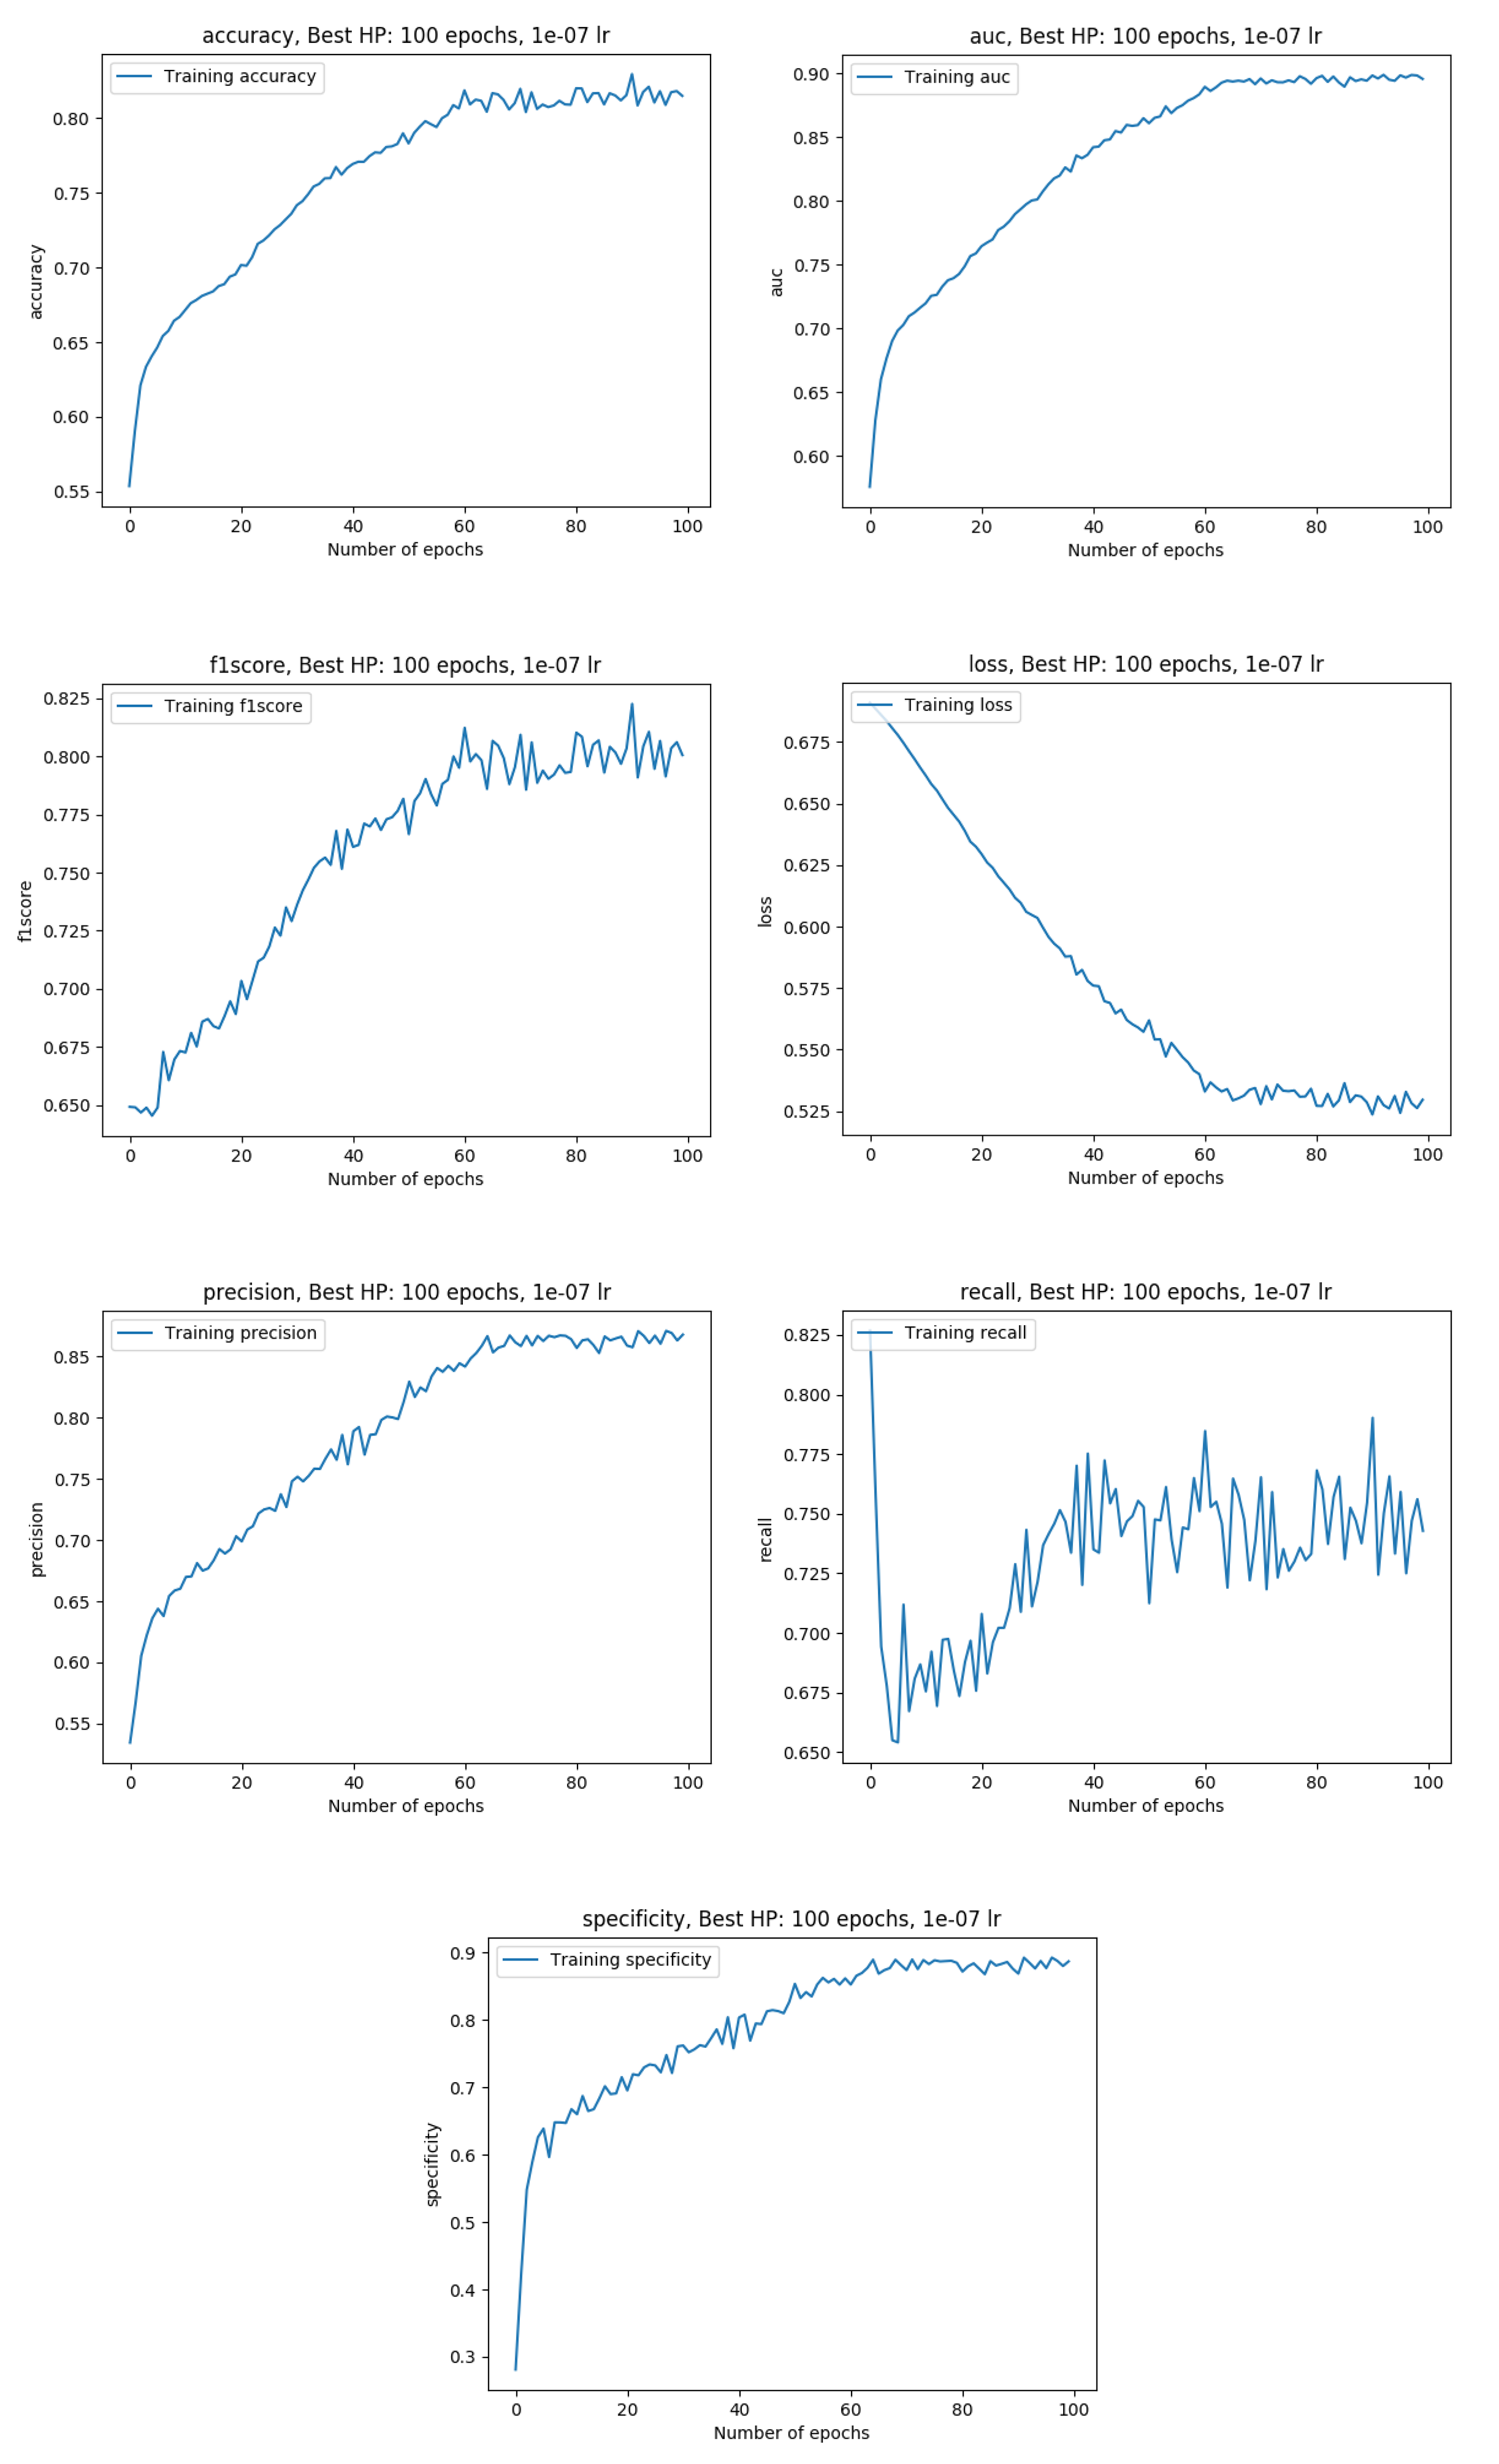 accuracy, Best HP: 100 epochs, 1e-07 lr
Training accuracy
accuracy
0.80
0.75
0.70
0.65
0.60
0.55
0 20 40 60 80 100
Number of epochs
auc, Best HP: 100 epochs, 1e-07 lr
Training auc
auc
0.90
0.85
0.80
0.75
0.70
0.65
0.60
0 20 40 60 80 100
Number of epochs
f1score, Best HP: 100 epochs, 1e-07 lr
Training f1score
f1score
0.825
0.800
0.775
0.750
0.725
0.700
0.675
0.650
0 20 40 60 80 100
Number of epochs
loss, Best HP: 100 epochs, 1e-07 lr
Training loss
loss
0.675
0.650
0.625
0.600
0.575
0.550
0.525
0 20 40 60 80 100
Number of epochs
precision, Best HP: 100 epochs, 1e-07 lr
Training precision
precision
0.85
0.80
0.75
0.70
0.65
0.60
0.55
0 20 40 60 80 100
Number of epochs
recall, Best HP: 100 epochs, 1e-07 lr
Training recall
recall
0.825
0.800
0.775
0.750
0.725
0.700
0.675
0.650
0 20 40 60 80 100
Number of epochs
specificity, Best HP: 100 epochs, 1e-07 lr
Training specificity
specificity
0.9
0.8
0.7
0.6
0.5
0.4
0.3
0 20 40 60 80 100
Number of epochs